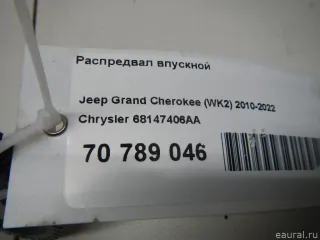 Распредвал впускной
Jeep Grand Cherokee (WK2) 2010-2022
Chrysler 68147406AA
70 789 046
eaural.ru